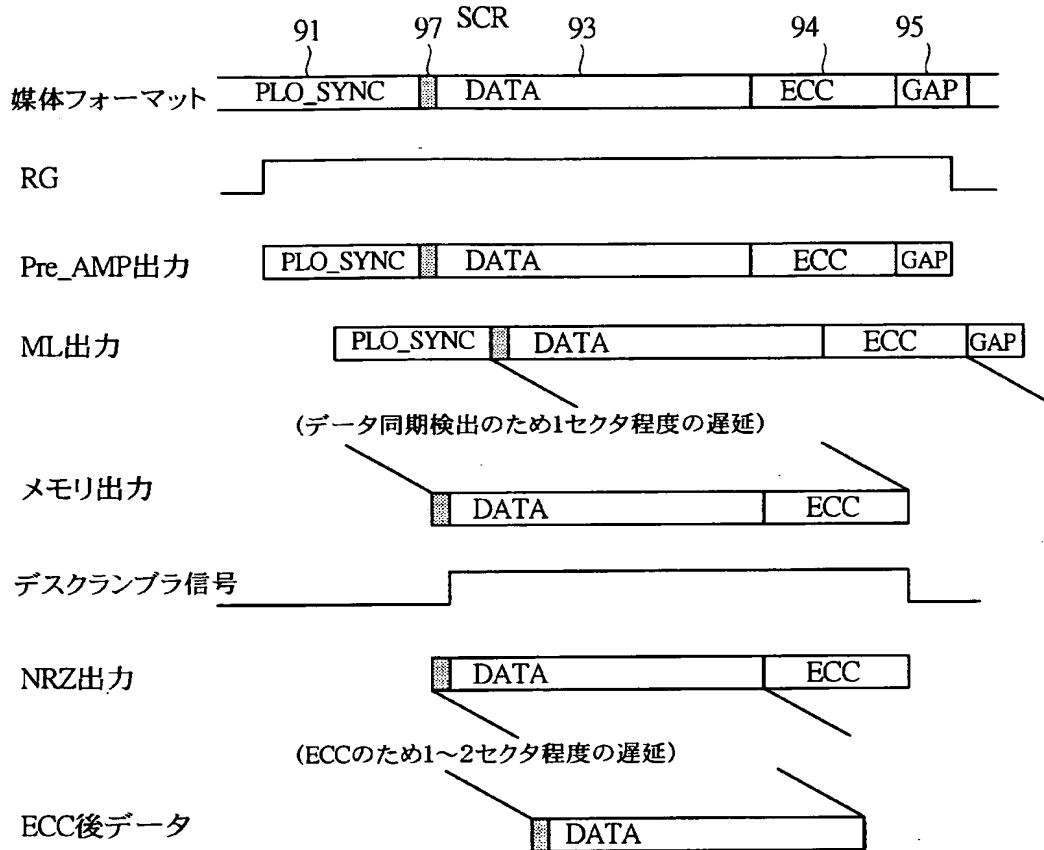 SCR
91 97 93 94 95
媒体フォーマット PLO_SYNC DATA ECC GAP
RG
Pre_AMP出力 PLO_SYNC DATA ECC GAP
ML出力 PLO_SYNC DATA ECC GAP
(データ同期検出のため1セクタ程度の遅延)
メモリ出力 DATA ECC
デスクランブラ信号
NRZ出力 DATA ECC
(ECCのため1～2セクタ程度の遅延)
ECC後データ DATA